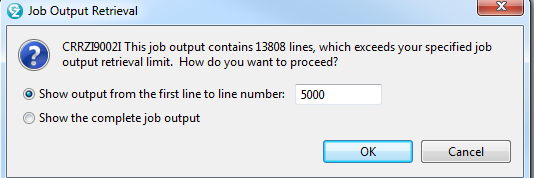 Job Output Retrieval
CRRZI9002I This job output contains 13808 lines, which exceeds your specified job
output retrieval limit.  How do you want to proceed?
Show output from the first line to line number: 5000
Show the complete job output
OK Cancel